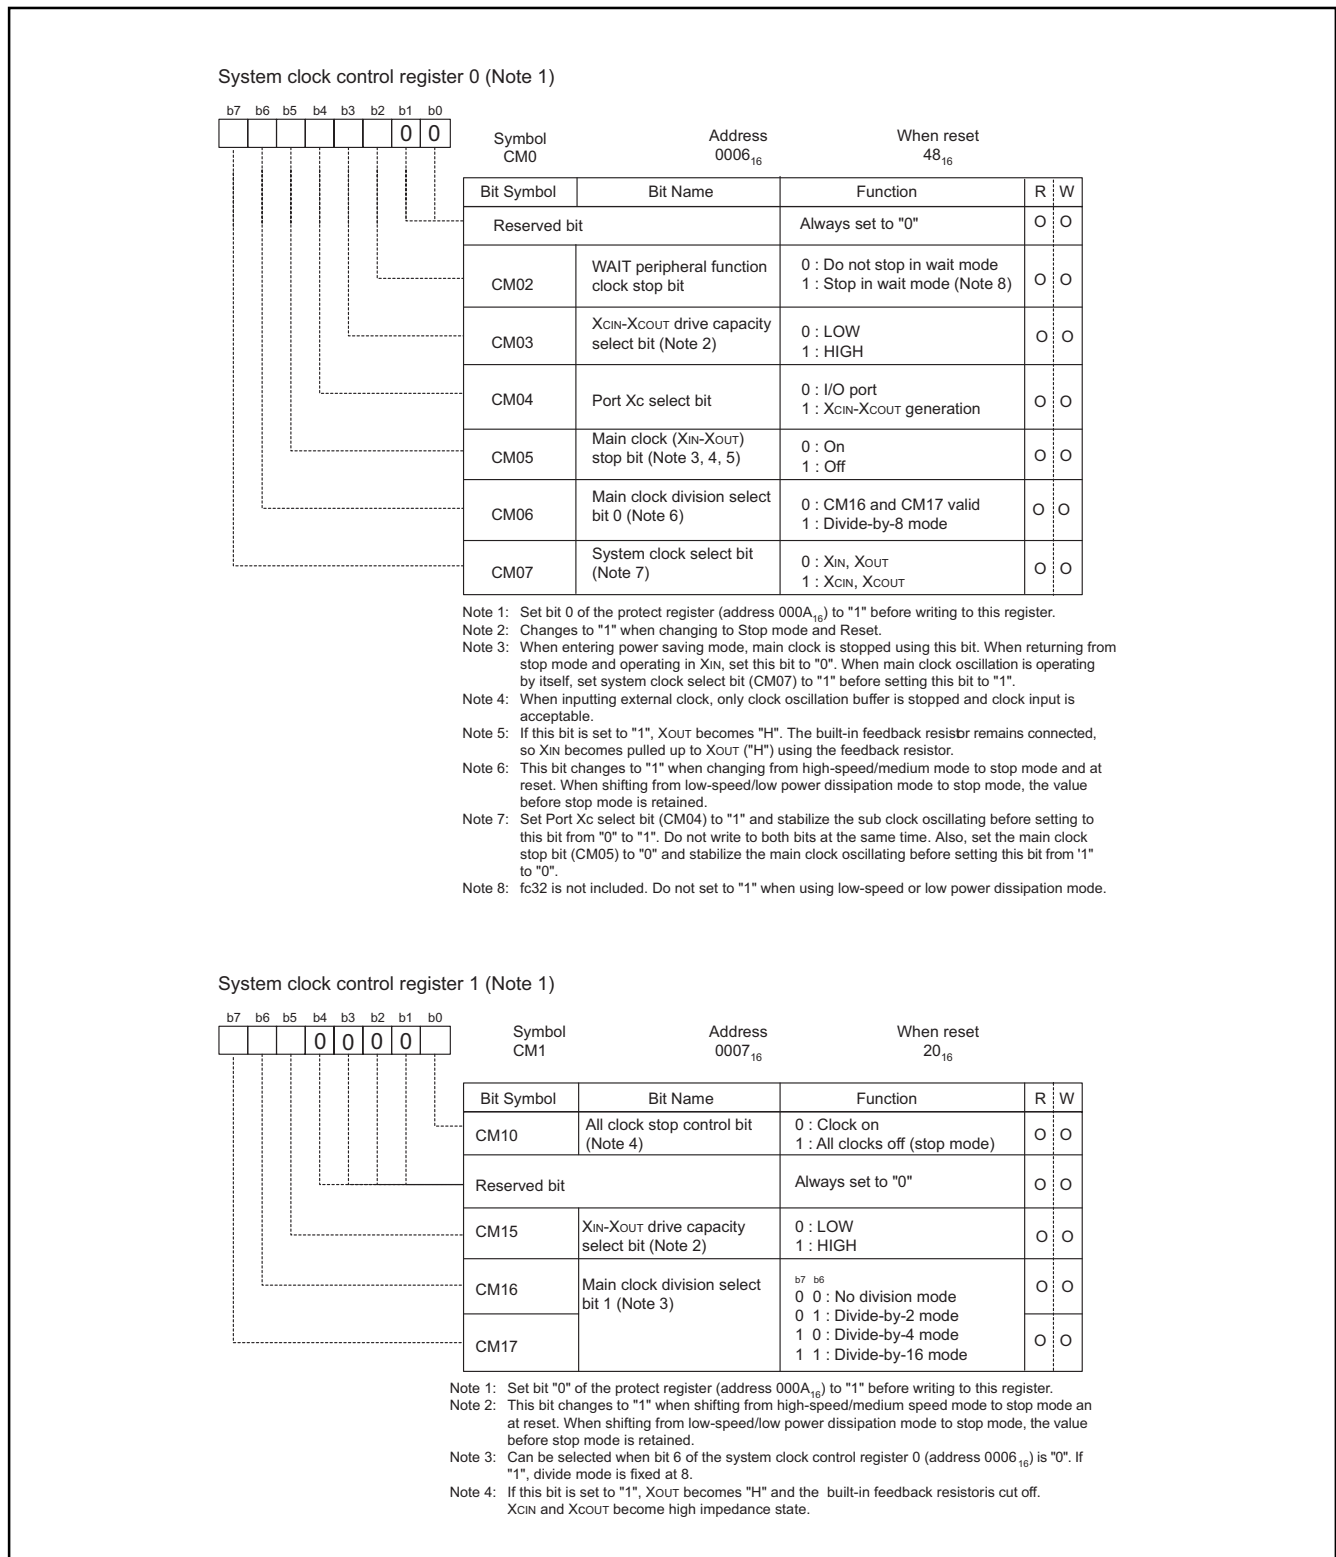 System clock control register 0 (Note 1)
b7 b6 b5 b4 b3 b2 b1 b0
0 0
Symbol Address When reset
CM0 0006₁₆ 48₁₆
Bit Symbol Bit Name Function R W
Reserved bit Always set to "0" O O
CM02 WAIT peripheral function clock stop bit 0 : Do not stop in wait mode
1 : Stop in wait mode (Note 8) O O
CM03 XCIN-XCOUT drive capacity select bit (Note 2) 0 : LOW
1 : HIGH O O
CM04 Port Xc select bit 0 : I/O port
1 : XCIN-XCOUT generation O O
CM05 Main clock (XIN-XOUT) stop bit (Note 3, 4, 5) 0 : On
1 : Off O O
CM06 Main clock division select bit 0 (Note 6) 0 : CM16 and CM17 valid
1 : Divide-by-8 mode O O
CM07 System clock select bit (Note 7) 0 : XIN, XOUT
1 : XCIN, XCOUT O O
Note 1: Set bit 0 of the protect register (address 000A₁₆) to "1" before writing to this register.
Note 2: Changes to "1" when changing to Stop mode and Reset.
Note 3: When entering power saving mode, main clock is stopped using this bit. When returning from
stop mode and operating in XIN, set this bit to "0". When main clock oscillation is operating
by itself, set system clock select bit (CM07) to "1" before setting this bit to "1".
Note 4: When inputting external clock, only clock oscillation buffer is stopped and clock input is
acceptable.
Note 5: If this bit is set to "1", XOUT becomes "H". The built-in feedback resistor remains connected,
so XIN becomes pulled up to XOUT ("H") using the feedback resistor.
Note 6: This bit changes to "1" when changing from high-speed/medium mode to stop mode and at
reset. When shifting from low-speed/low power dissipation mode to stop mode, the value
before stop mode is retained.
Note 7: Set Port Xc select bit (CM04) to "1" and stabilize the sub clock oscillating before setting to
this bit from "0" to "1". Do not write to both bits at the same time. Also, set the main clock
stop bit (CM05) to "0" and stabilize the main clock oscillating before setting this bit from '1"
to "0".
Note 8: fc32 is not included. Do not set to "1" when using low-speed or low power dissipation mode.
System clock control register 1 (Note 1)
b7 b6 b5 b4 b3 b2 b1 b0
0 0 0 0
Symbol Address When reset
CM1 0007₁₆ 20₁₆
Bit Symbol Bit Name Function R W
CM10 All clock stop control bit (Note 4) 0 : Clock on
1 : All clocks off (stop mode) O O
Reserved bit Always set to "0" O O
CM15 XIN-XOUT drive capacity select bit (Note 2) 0 : LOW
1 : HIGH O O
CM16 Main clock division select bit 1 (Note 3) b7 b6
0 0 : No division mode O O
0 1 : Divide-by-2 mode
CM17 1 0 : Divide-by-4 mode O O
1 1 : Divide-by-16 mode
Note 1: Set bit "0" of the protect register (address 000A₁₆) to "1" before writing to this register.
Note 2: This bit changes to "1" when shifting from high-speed/medium speed mode to stop mode an
at reset. When shifting from low-speed/low power dissipation mode to stop mode, the value
before stop mode is retained.
Note 3: Can be selected when bit 6 of the system clock control register 0 (address 0006₁₆) is "0". If
"1", divide mode is fixed at 8.
Note 4: If this bit is set to "1", XOUT becomes "H" and the built-in feedback resistoris cut off.
XCIN and XCOUT become high impedance state.